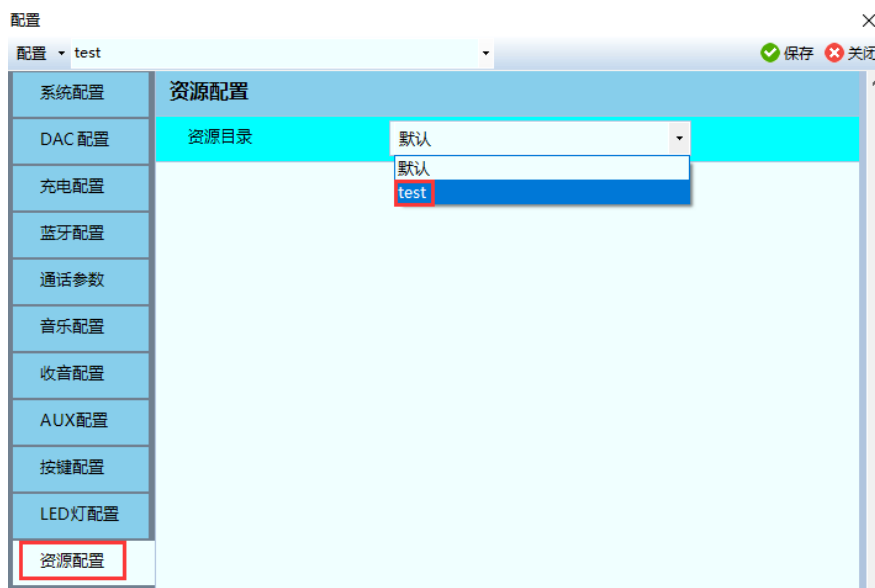 配置
配置 test 保存 关闭
系统配置
资源配置
DAC 配置
资源目录 默认
默认
test
充电配置
蓝牙配置
通话参数
音乐配置
收音配置
AUX配置
按键配置
LED灯配置
资源配置